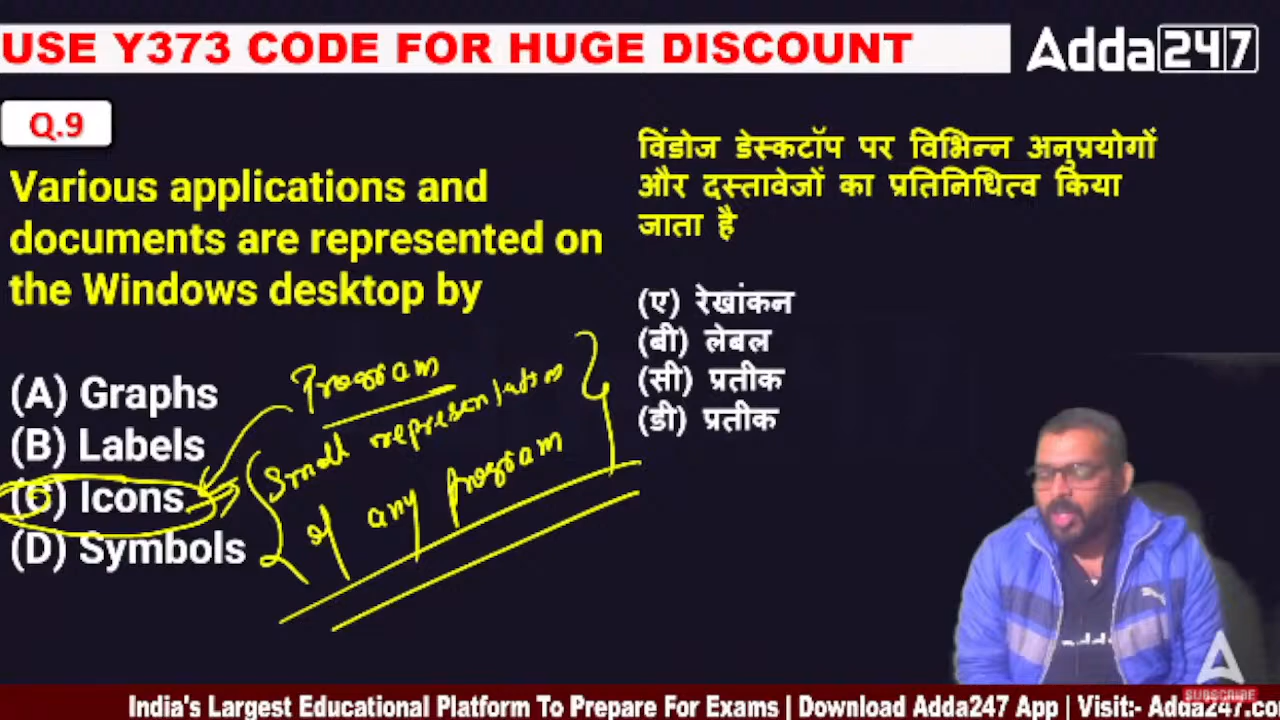 USE Y373 CODE FOR HUGE DISCOUNT
Adda247
Q.9
Various applications and
documents are represented on
the Windows desktop by
(A) Graphs
(B) Labels
(C) Icons
(D) Symbols
Program
Small representation
of any program
विंडोज डेस्कटॉप पर विभिन्न अनुप्रयोगों
और दस्तावेजों का प्रतिनिधित्व किया
जाता है
(ए) रेखांकन
(बी) लेबल
(सी) प्रतीक
(डी) प्रतीक
SUBSCRIBE
India's Largest Educational Platform To Prepare For Exams | Download Adda247 App | Visit:- Adda247.co